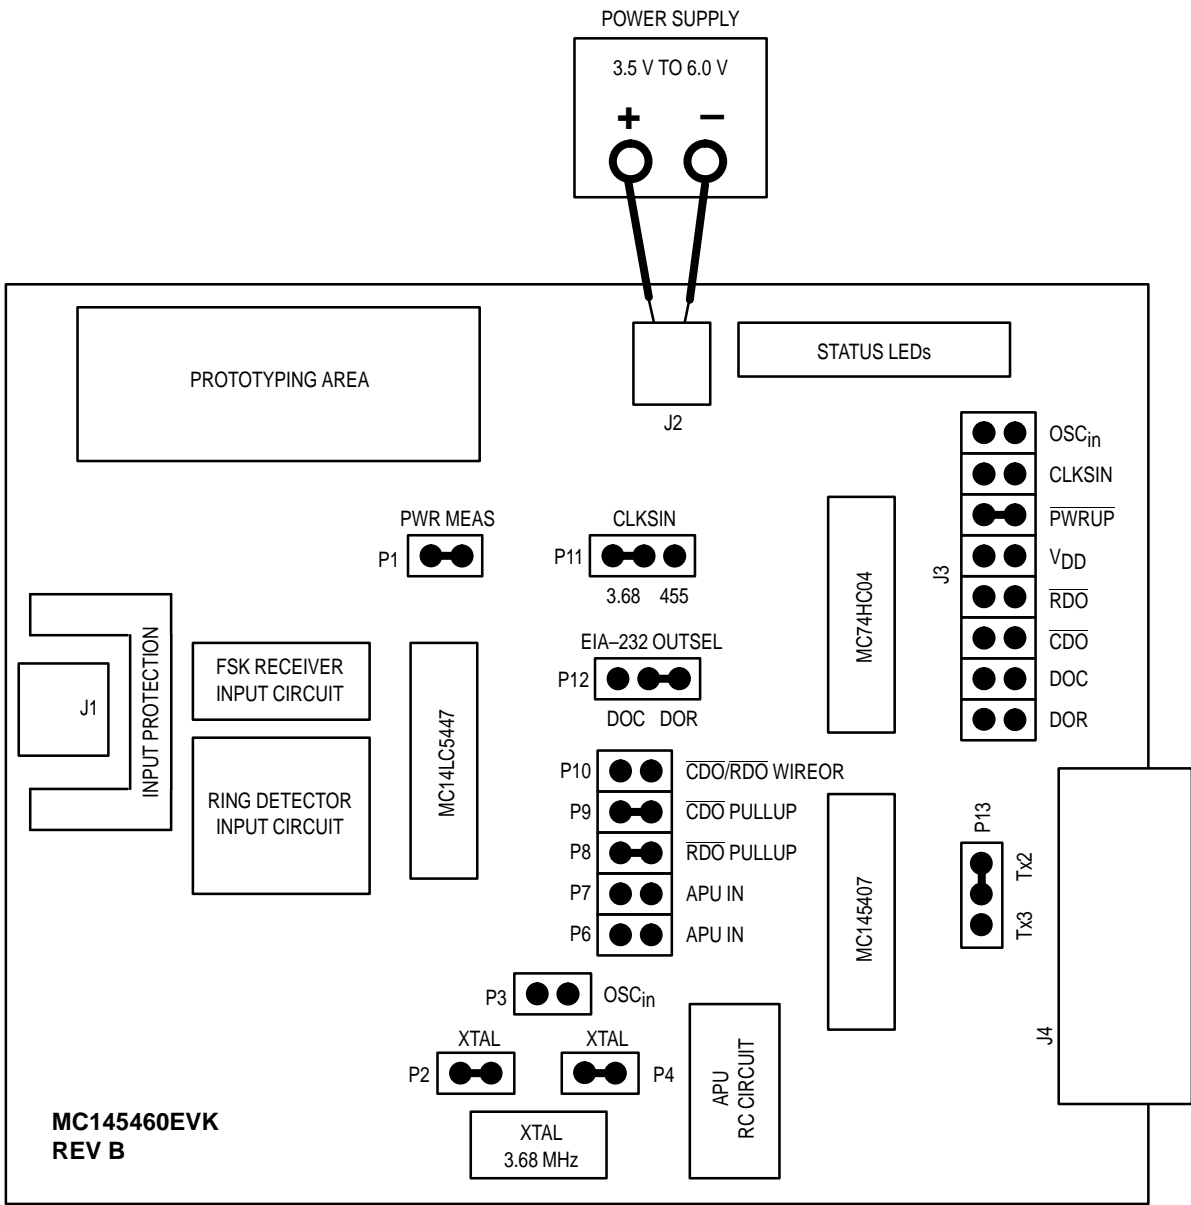 POWER SUPPLY
3.5 V TO 6.0 V
+ –
PROTOTYPING AREA
STATUS LEDs
J2
OSCin
CLKSIN
PWRUP
VDD
RDO
CDO
DOC
DOR
J3
PWR MEAS
P1
CLKSIN
P11
3.68 455
EIA–232 OUTSEL
P12
DOC DOR
MC74HC04
INPUT PROTECTION
J1
FSK RECEIVER
INPUT CIRCUIT
RING DETECTOR
INPUT CIRCUIT
MC14LC5447
P10 CDO/RDO WIREOR
P9 CDO PULLUP
P8 RDO PULLUP
P7 APU IN
P6 APU IN
MC145407
P13
Tx2
Tx3
J4
P3 OSCin
XTAL
P2
XTAL
P4
XTAL
3.68 MHz
APU
RC CIRCUIT
MC145460EVK
REV B